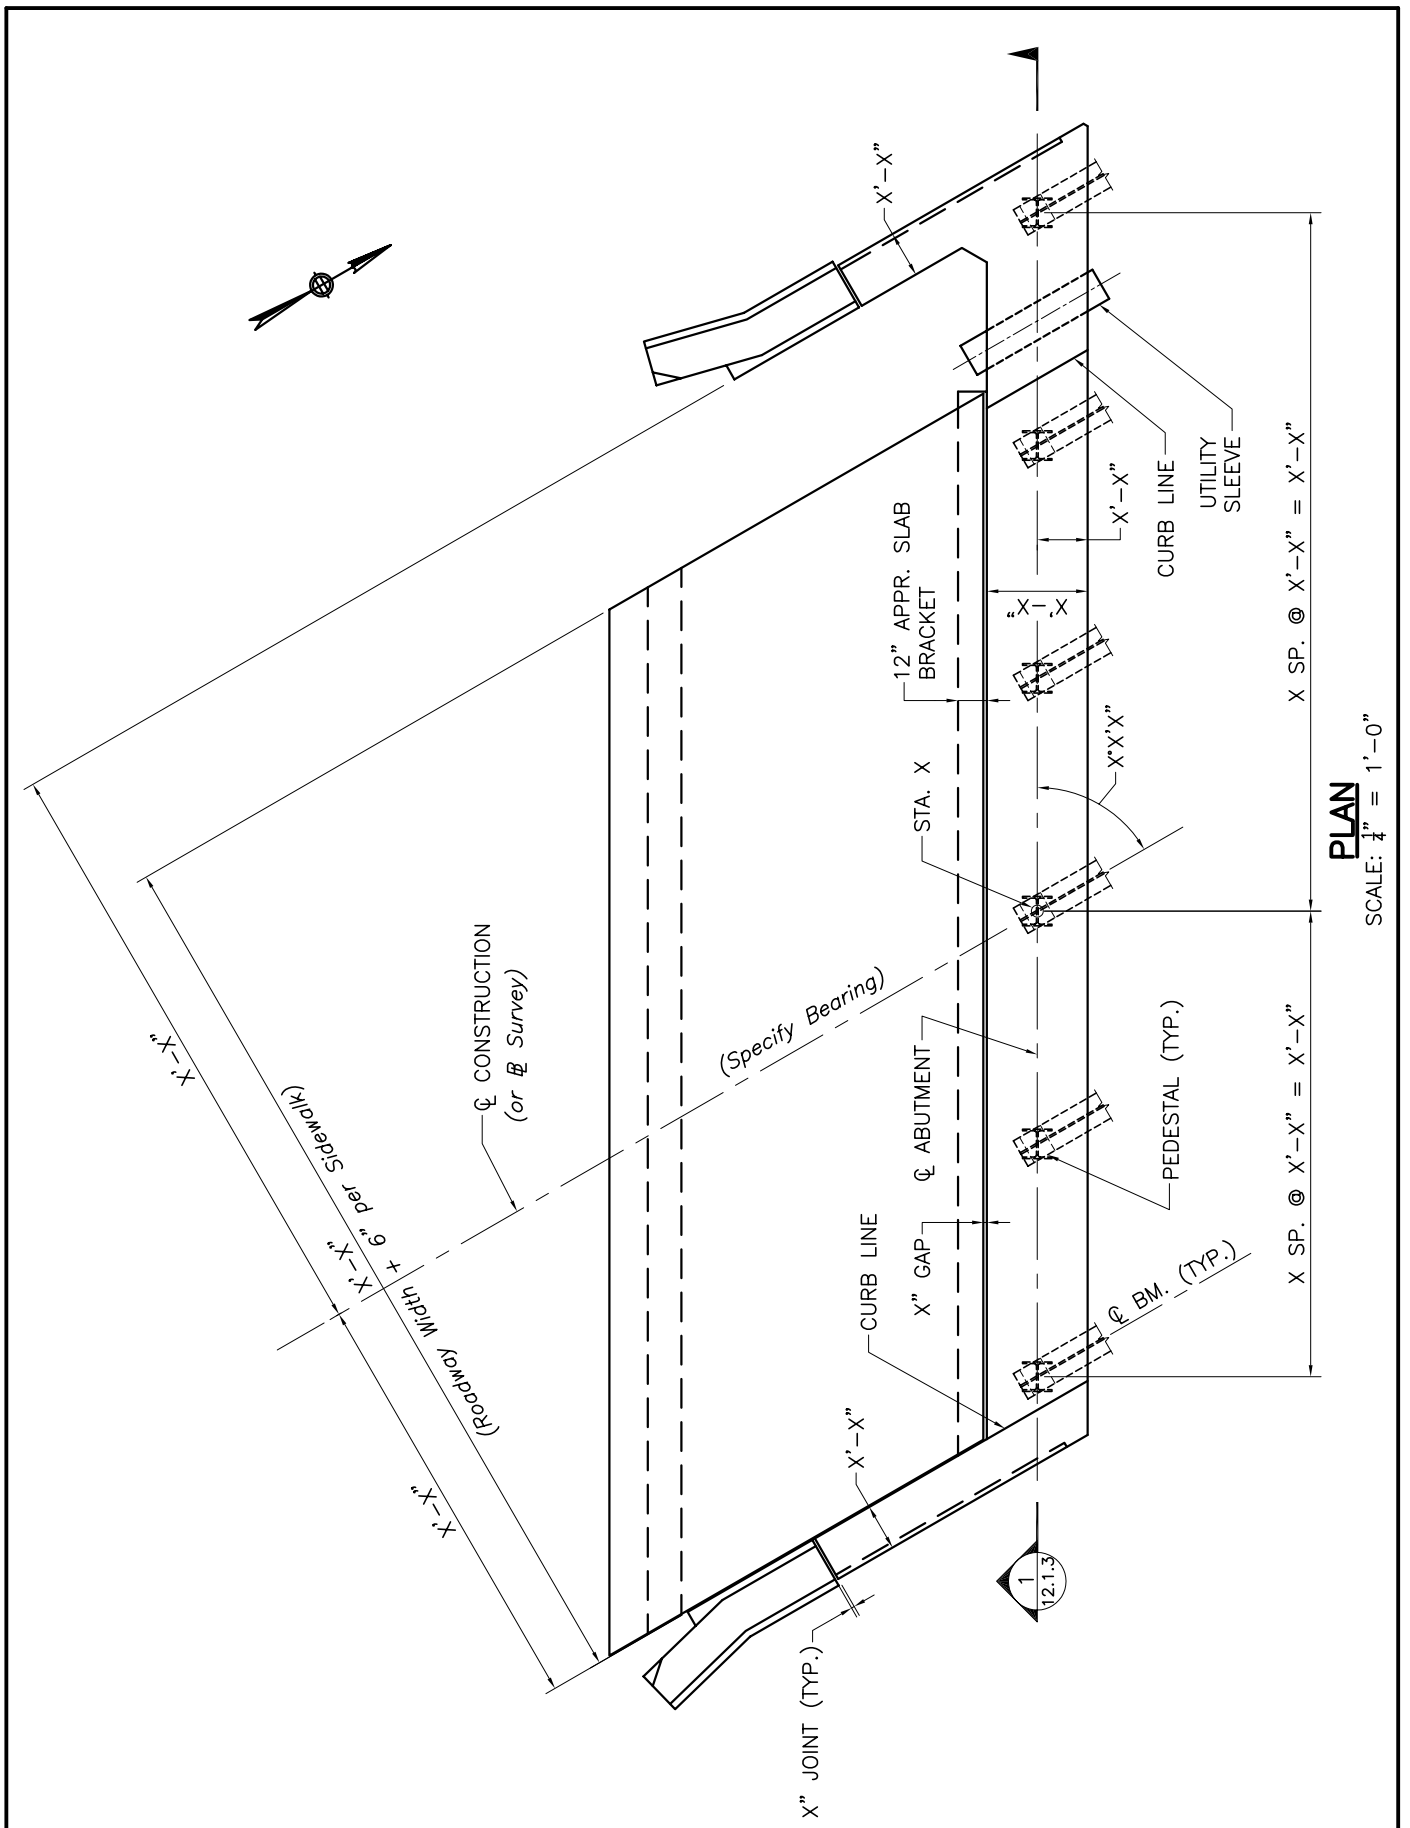 X'-X"
X'-X"
(Roadway Width + 6" per Sidewalk)
X'-X"
X'-X"
℄ CONSTRUCTION
(or ⅊ Survey)
(Specify Bearing)
X'-X"
X'-X"
X" JOINT (TYP.)
CURB LINE
X" GAP
℄ ABUTMENT
STA. X
12" APPR. SLAB
BRACKET
X'-X"
X'-X"
CURB LINE
UTILITY
SLEEVE
X°X'X"
PEDESTAL (TYP.)
℄ BM. (TYP.)
1
12.1.3
X SP. @ X'-X" = X'-X"
X SP. @ X'-X" = X'-X"
PLAN
SCALE: 1/4" = 1'-0"